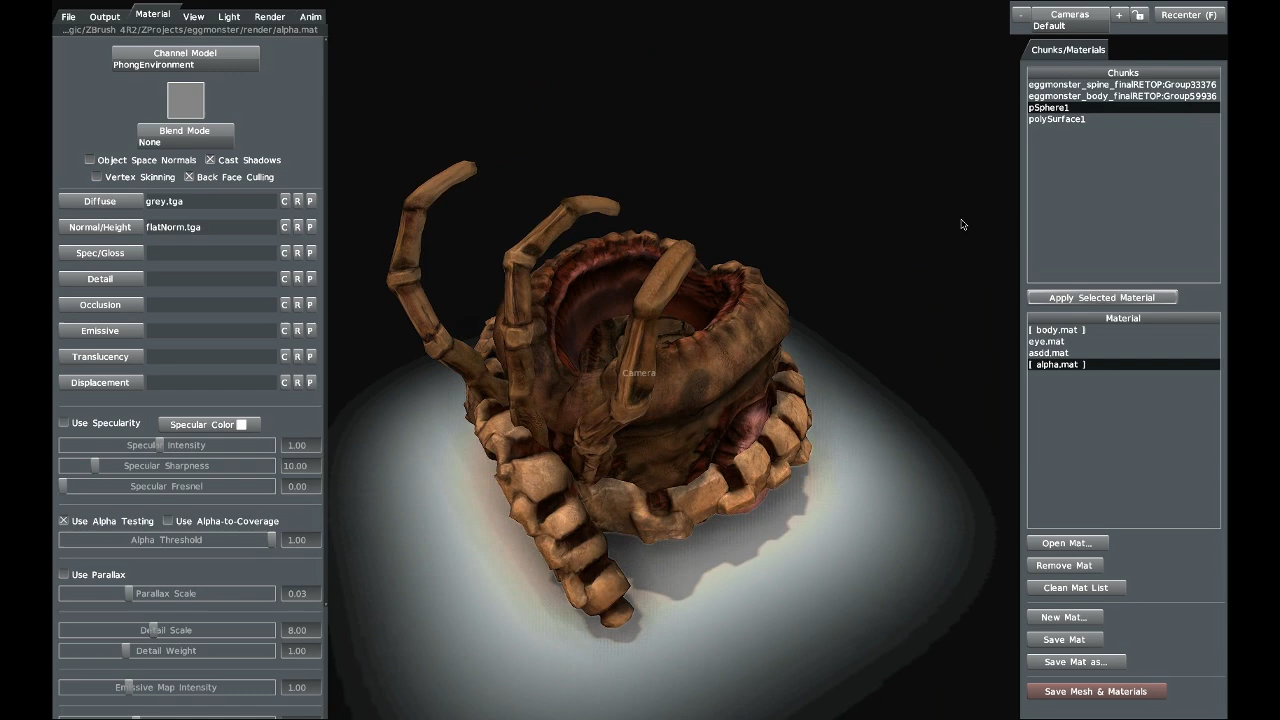 File Output Material View Light Render Anim
...gic/ZBrush 4R2/ZProjects/eggmonster/render/alpha.mat
Channel Model
PhongEnvironment
Blend Mode
None
Object Space Normals Cast Shadows
Vertex Skinning Back Face Culling
Diffuse grey.tga C R P
Normal/Height flatNorm.tga C R P
Spec/Gloss C R P
Detail C R P
Occlusion C R P
Emissive C R P
Translucency C R P
Displacement C R P
Use Specularity Specular Color
Specular Intensity 1.00
Specular Sharpness 10.00
Specular Fresnel 0.00
Use Alpha Testing Use Alpha-to-Coverage
Alpha Threshold 1.00
Use Parallax
Parallax Scale 0.03
Detail Scale 8.00
Detail Weight 1.00
Emissive Map Intensity 1.00
Camera
- Cameras + Recenter (F)
Default
Chunks/Materials
Chunks
eggmonster_spine_finalRETOP:Group33376
eggmonster_body_finalRETOP:Group59936
pSphere1
polySurface1
Apply Selected Material
Material
[ body.mat ]
eye.mat
asdd.mat
[ alpha.mat ]
Open Mat...
Remove Mat
Clean Mat List
New Mat...
Save Mat
Save Mat as...
Save Mesh & Materials